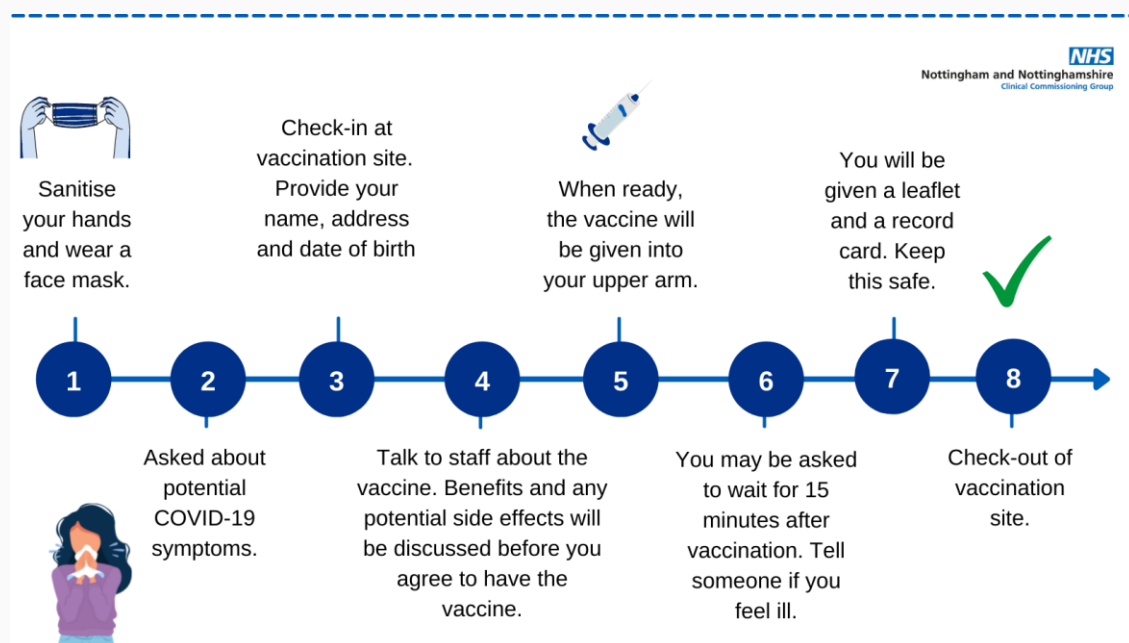 NHS
Nottingham and Nottinghamshire
Clinical Commissioning Group
1
Sanitise
your hands
and wear a
face mask.
2
Asked about
potential
COVID-19
symptoms.
3
Check-in at
vaccination site.
Provide your
name, address
and date of birth
4
Talk to staff about the
vaccine. Benefits and any
potential side effects will
be discussed before you
agree to have the
vaccine.
5
When ready,
the vaccine will
be given into
your upper arm.
6
You may be asked
to wait for 15
minutes after
vaccination. Tell
someone if you
feel ill.
7
You will be
given a leaflet
and a record
card. Keep
this safe.
8
Check-out of
vaccination
site.